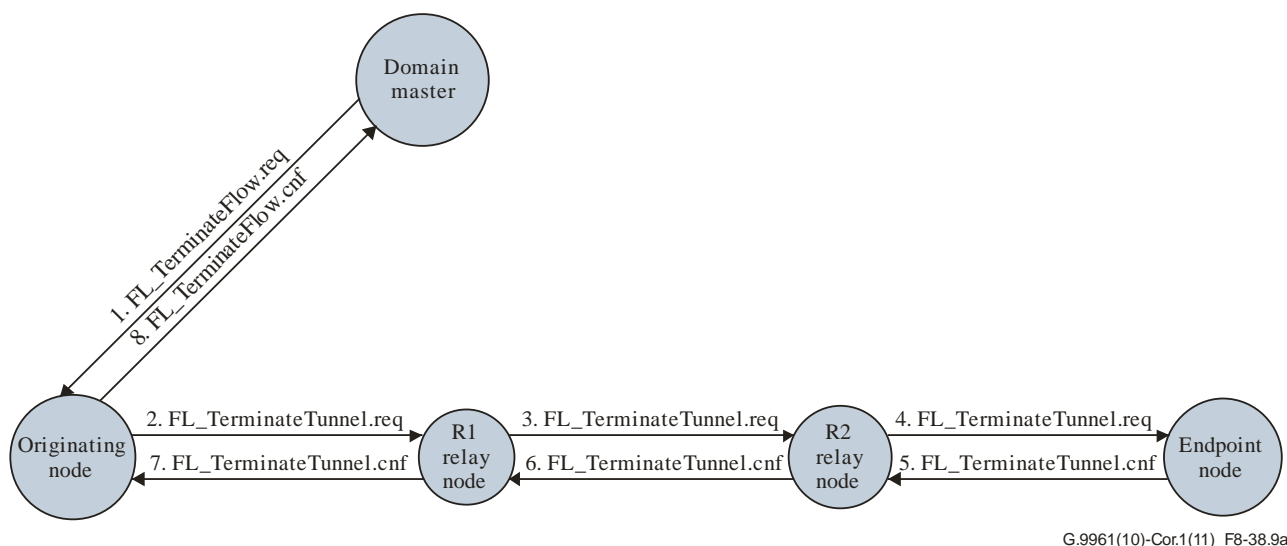 Domain
master
1. FL_TerminateFlow.req
8. FL_TerminateFlow.cnf
Originating
node
2. FL_TerminateTunnel.req
7. FL_TerminateTunnel.cnf
R1
relay
node
3. FL_TerminateTunnel.req
6. FL_TerminateTunnel.cnf
R2
relay
node
4. FL_TerminateTunnel.req
5. FL_TerminateTunnel.cnf
Endpoint
node
G.9961(10)-Cor.1(11)_F8-38.9a